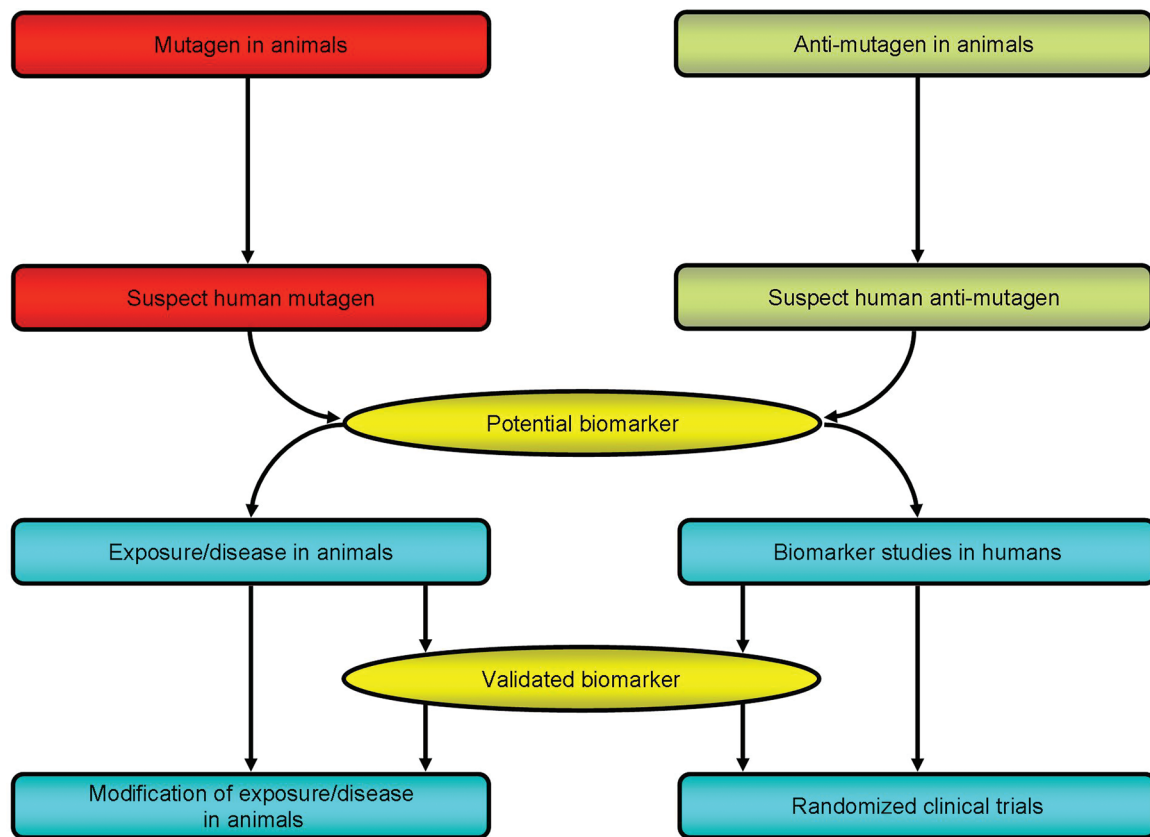 Mutagen in animals
Anti-mutagen in animals
Suspect human mutagen
Suspect human anti-mutagen
Potential biomarker
Exposure/disease in animals
Biomarker studies in humans
Validated biomarker
Modification of exposure/disease
in animals
Randomized clinical trials